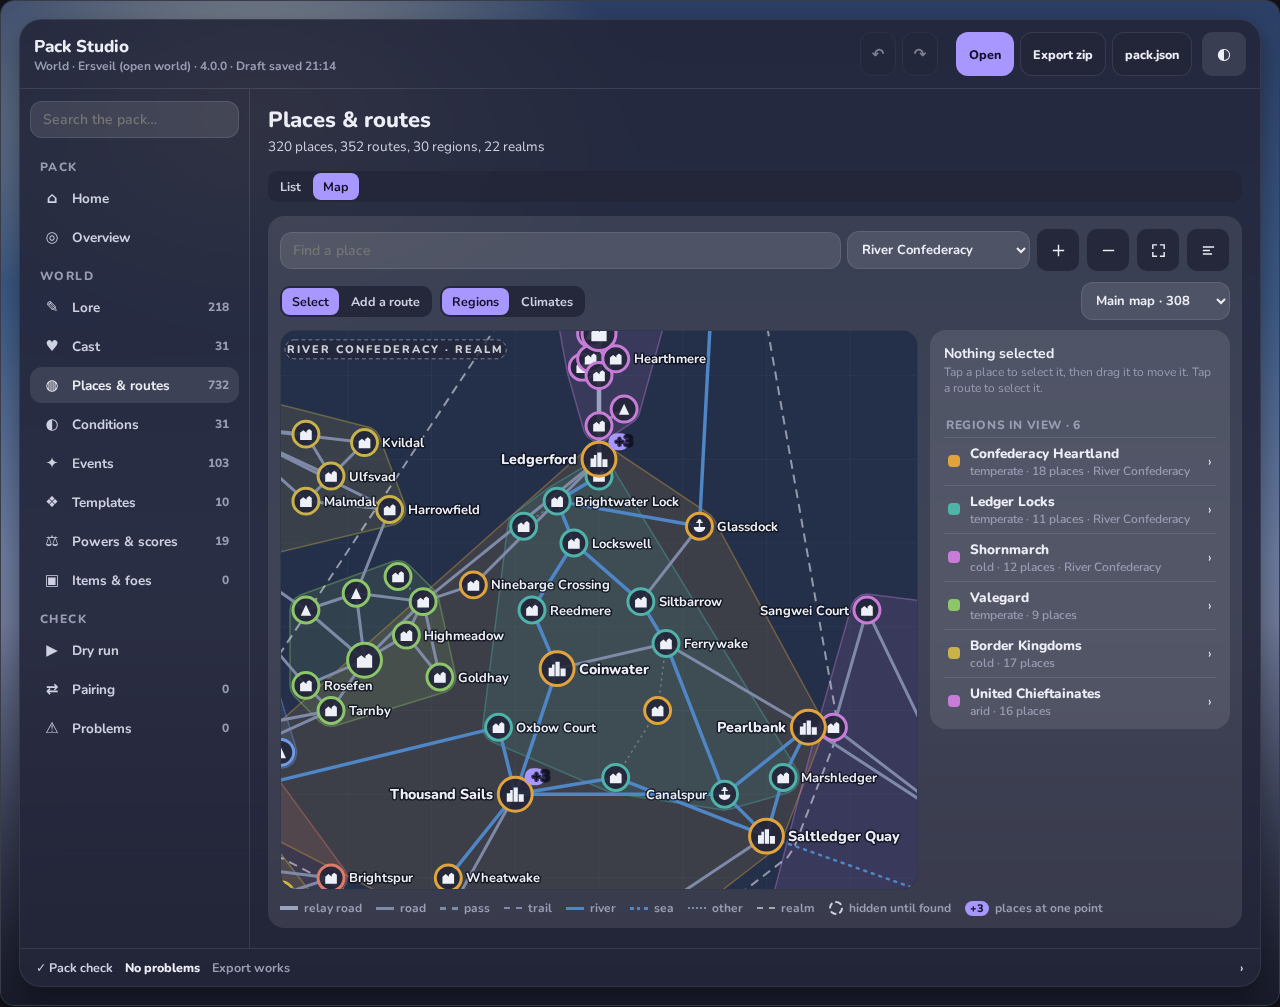 Pack Studio
World · Ersveil (open world) · 4.0.0 · Draft saved 21:14
Open
Export zip
pack.json
Search the pack...
PACK
Home
Overview
WORLD
Lore 218
Cast 31
Places & routes 732
Conditions 31
Events 103
Templates 10
Powers & scores 19
Items & foes 0
CHECK
Dry run
Pairing 0
Problems 0
Places & routes
320 places, 352 routes, 30 regions, 22 realms
List
Map
Find a place
River Confederacy
Select
Add a route
Regions
Climates
Main map · 308
RIVER CONFEDERACY · REALM
Hearthmere
Kvildal
Ledgerford
+3
Ulfsvad
Malmdal
Harrowfield
Brightwater Lock
Glassdock
Lockswell
Ninebarge Crossing
Reedmere
Siltbarrow
Sangwei Court
Highmeadow
Ferrywake
Coinwater
Goldhay
Rosefen
Tarnby
Oxbow Court
Pearlbank
+3
Marshledger
Thousand Sails
Canalspur
Saltledger Quay
Brightspur
Wheatwake
Nothing selected
Tap a place to select it, then drag it to move it. Tap
a route to select it.
REGIONS IN VIEW · 6
Confederacy Heartland
temperate · 18 places · River Confederacy
Ledger Locks
temperate · 11 places · River Confederacy
Shornmarch
cold · 12 places · River Confederacy
Valegard
temperate · 9 places
Border Kingdoms
cold · 17 places
United Chieftainates
arid · 16 places
relay road
road
pass
trail
river
sea
other
realm
hidden until found
+3 places at one point
✓ Pack check No problems Export works